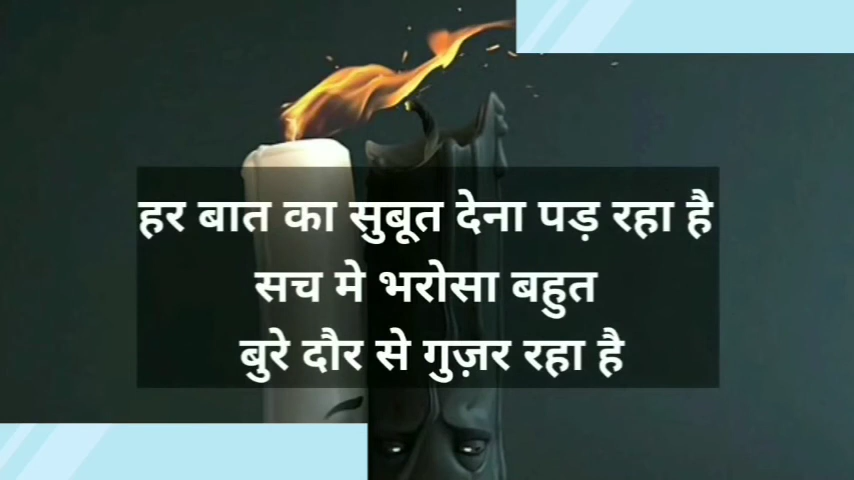 हर बात का सुबूत देना पड़ रहा है
सच मे भरोसा बहुत
बुरे दौर से गुज़र रहा है